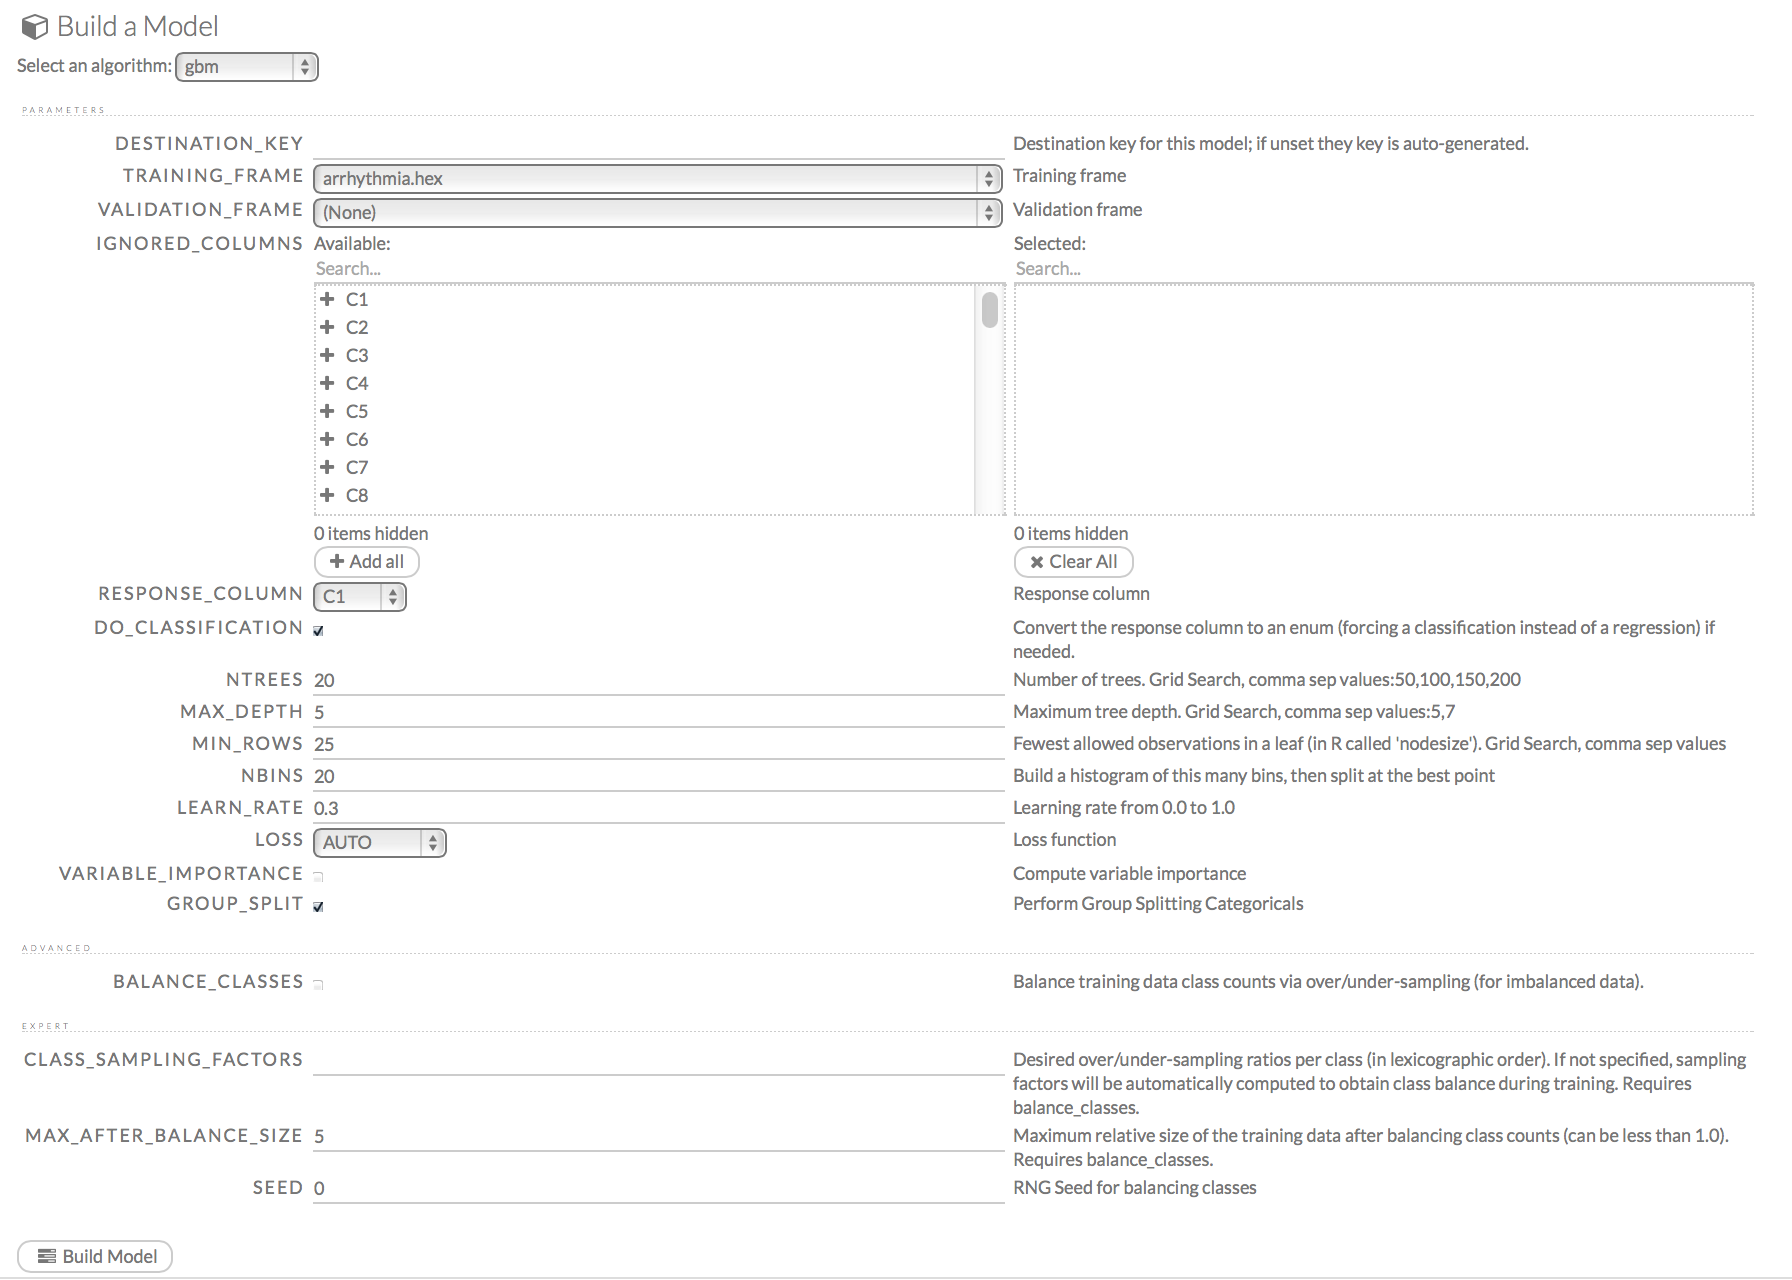 Build a Model
Select an algorithm: gbm
PARAMETERS
DESTINATION_KEY Destination key for this model; if unset they key is auto-generated.
TRAINING_FRAME arrhythmia.hex Training frame
VALIDATION_FRAME (None) Validation frame
IGNORED_COLUMNS Available: Selected:
Search... Search...
C1
C2
C3
C4
C5
C6
C7
C8
0 items hidden 0 items hidden
Add all Clear All
RESPONSE_COLUMN C1 Response column
DO_CLASSIFICATION Convert the response column to an enum (forcing a classification instead of a regression) if
needed.
NTREES 20 Number of trees. Grid Search, comma sep values:50,100,150,200
MAX_DEPTH 5 Maximum tree depth. Grid Search, comma sep values:5,7
MIN_ROWS 25 Fewest allowed observations in a leaf (in R called 'nodesize'). Grid Search, comma sep values
NBINS 20 Build a histogram of this many bins, then split at the best point
LEARN_RATE 0.3 Learning rate from 0.0 to 1.0
LOSS AUTO Loss function
VARIABLE_IMPORTANCE Compute variable importance
GROUP_SPLIT Perform Group Splitting Categoricals
ADVANCED
BALANCE_CLASSES Balance training data class counts via over/under-sampling (for imbalanced data).
EXPERT
CLASS_SAMPLING_FACTORS Desired over/under-sampling ratios per class (in lexicographic order). If not specified, sampling
factors will be automatically computed to obtain class balance during training. Requires
balance_classes.
MAX_AFTER_BALANCE_SIZE 5 Maximum relative size of the training data after balancing class counts (can be less than 1.0).
Requires balance_classes.
SEED 0 RNG Seed for balancing classes
Build Model